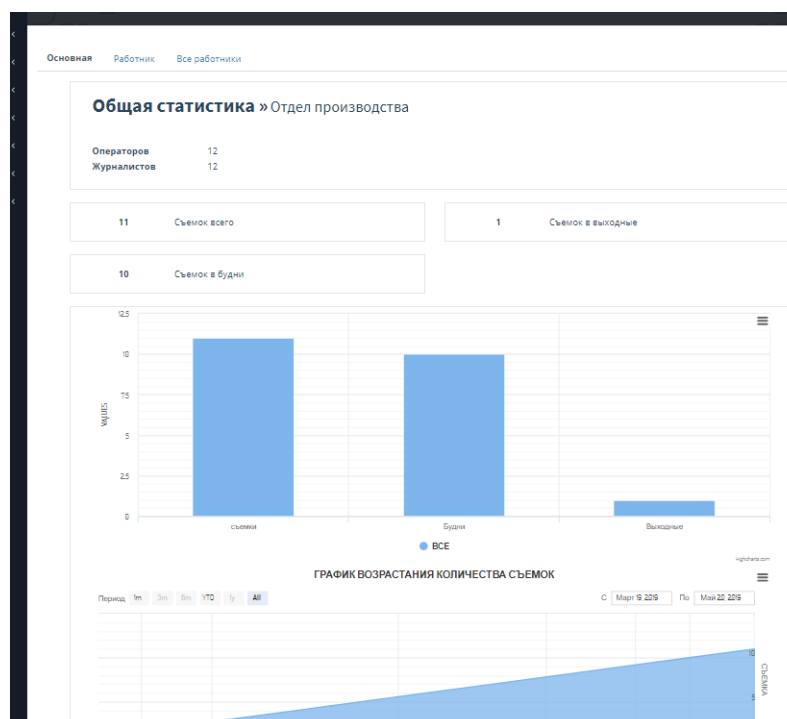 Основная Работник Все работники
Общая статистика » Отдел производства
Операторов 12
Журналистов 12
11 Съемок всего
1 Съемок в выходные
10 Съемок в будни
12.5
10
7.5
5
2.5
0
VALUES
съемки Будни Выходные
ВСЕ
Highcharts.com
ГРАФИК ВОЗРАСТАНИЯ КОЛИЧЕСТВА СЪЕМОК
Период 1m 3m 6m YTD 1y All С Март 19, 2019 По Май 20, 2019
10
5
СЪЕМКА